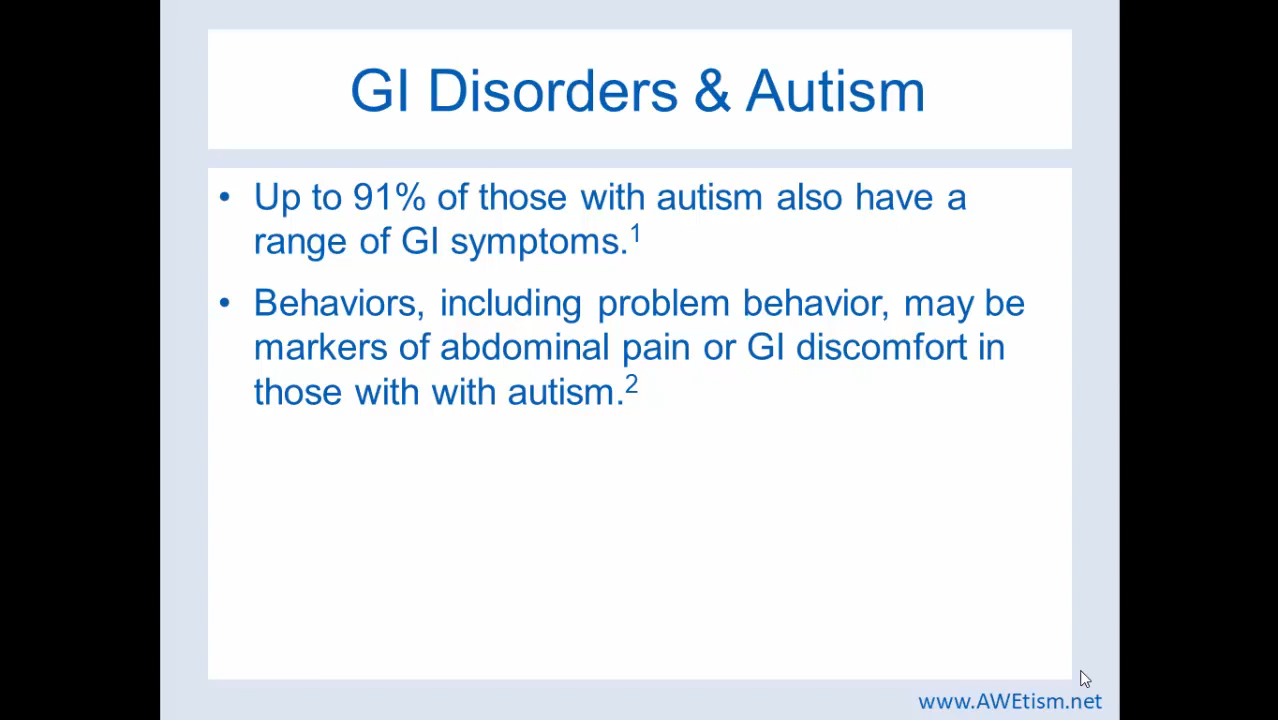 GI Disorders & Autism
• Up to 91% of those with autism also have a
range of GI symptoms.1
• Behaviors, including problem behavior, may be
markers of abdominal pain or GI discomfort in
those with with autism.2
www.AWEtism.net